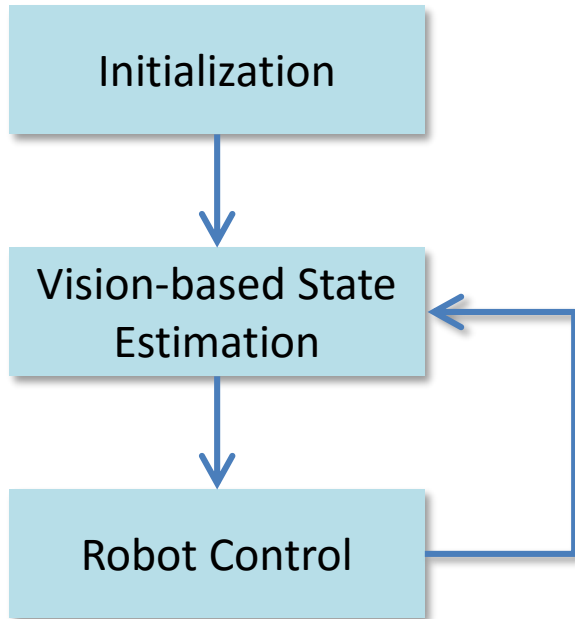 Initialization
Vision-based State
Estimation
Robot Control